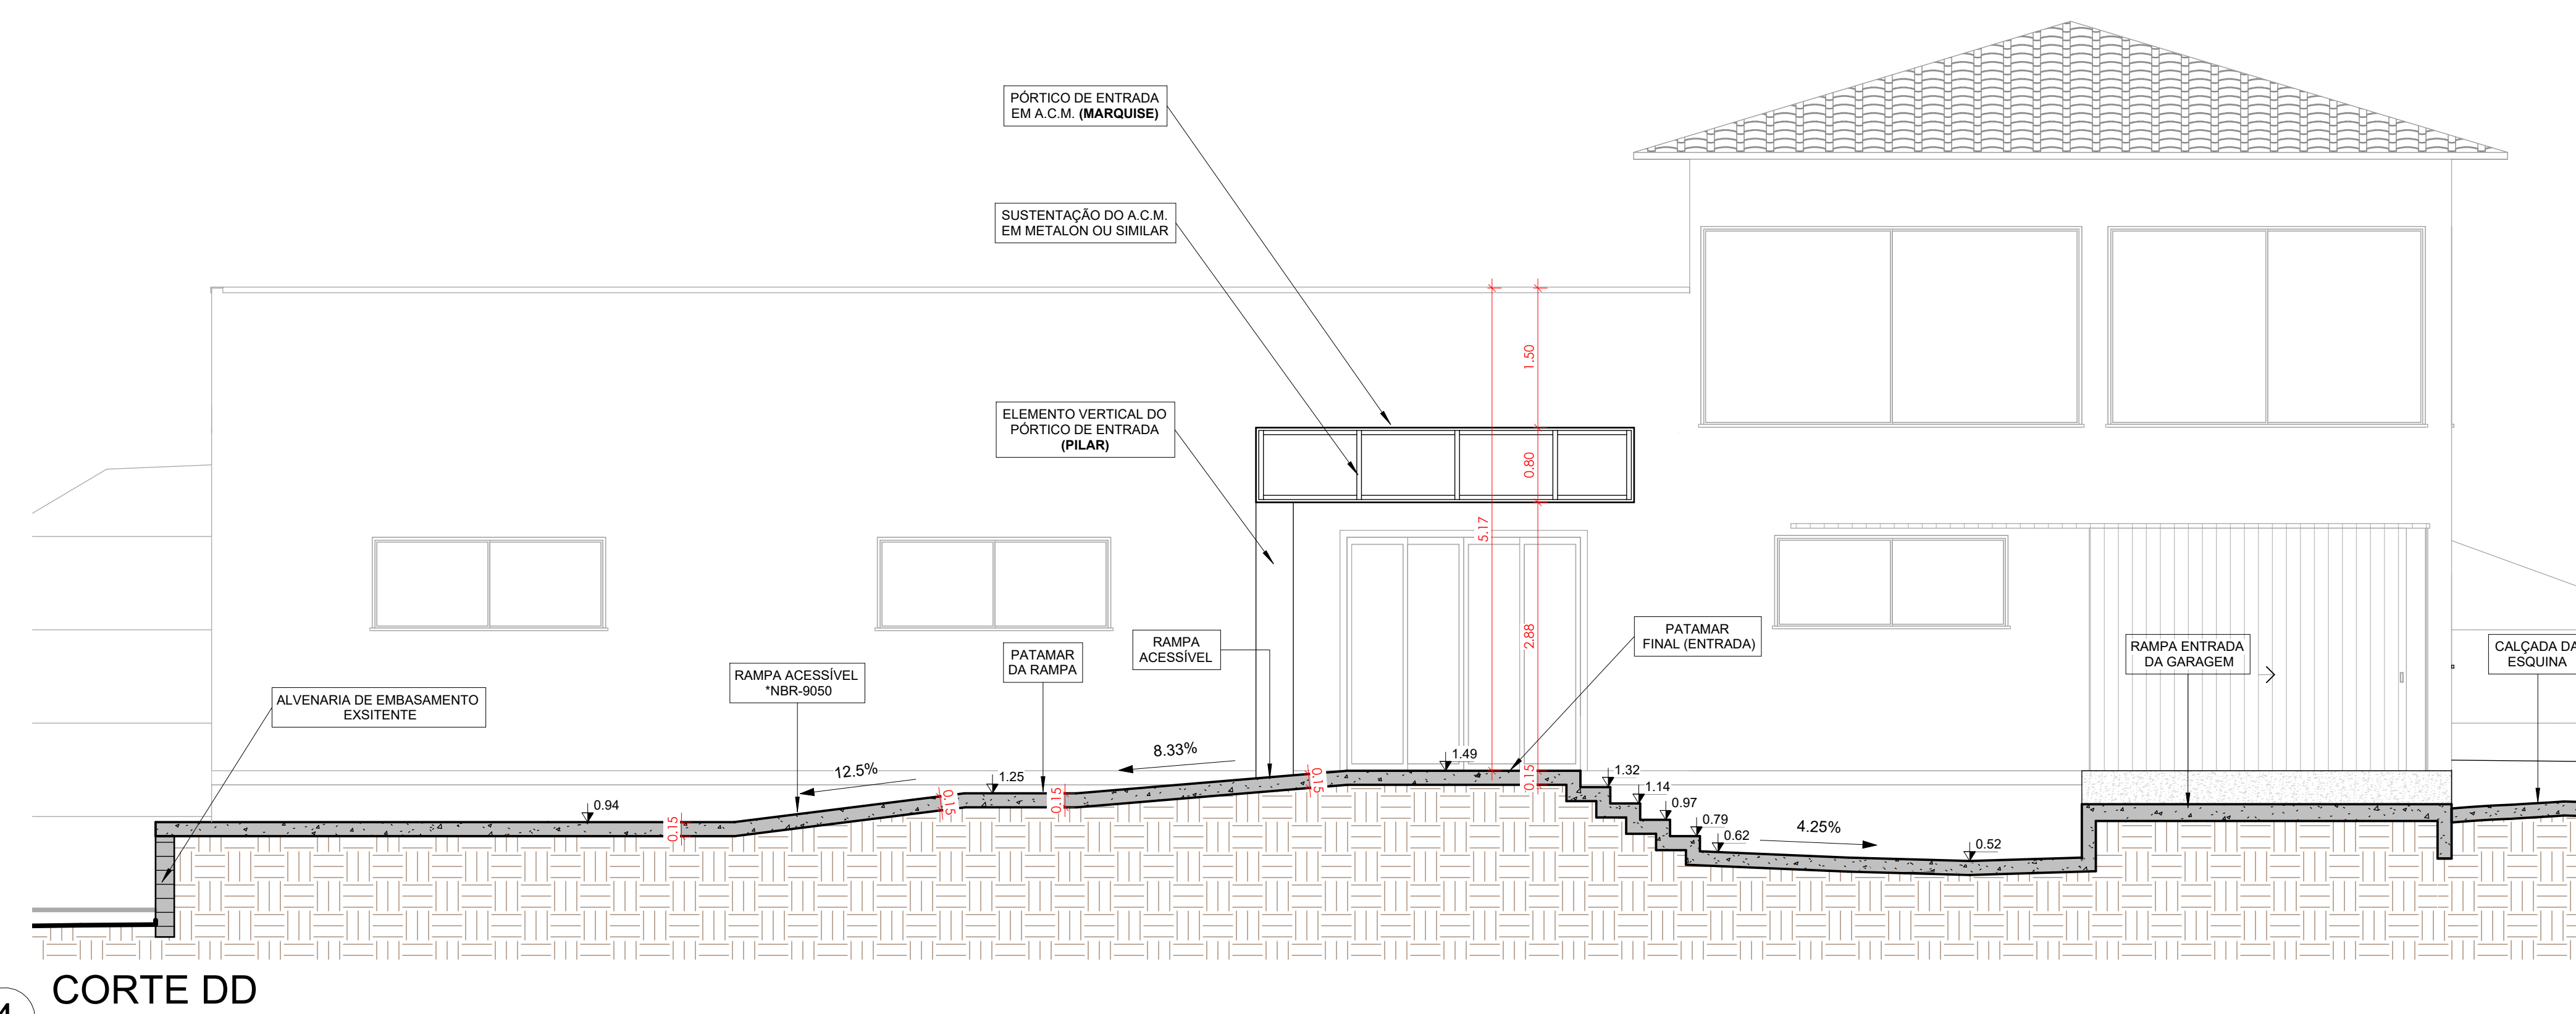 PÓRTICO DE ENTRADA
EM A.C.M. (MARQUISE)
SUSTENTAÇÃO DO A.C.M.
EM METALON OU SIMILAR
1.50
ELEMENTO VERTICAL DO
PÓRTICO DE ENTRADA
(PILAR)
0.80
5.17
2.88
PATAMAR
FINAL (ENTRADA)
RAMPA
ACESSÍVEL
PATAMAR
DA RAMPA
RAMPA ENTRADA
DA GARAGEM
CALÇADA DA
ESQUINA
RAMPA ACESSÍVEL
*NBR-9050
ALVENARIA DE EMBASAMENTO
EXSITENTE
12.5%
8.33%
1.25
1.49
0.94
0.15
0.15
0.15
0.15
0.15
1.32
1.14
0.97
0.79
0.62
4.25%
0.52
CORTE DD